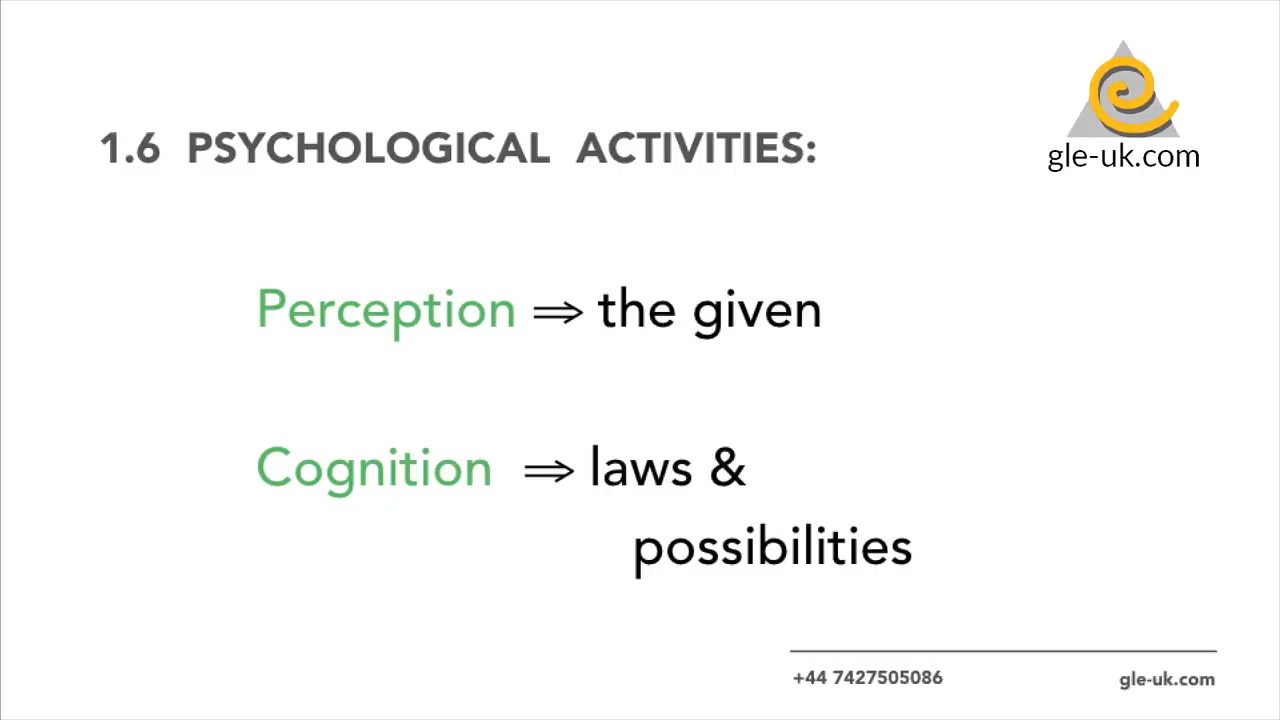 gle-uk.com
1.6 PSYCHOLOGICAL ACTIVITIES:
Perception ⇒ the given
Cognition ⇒ laws &
possibilities
+44 7427505086 gle-uk.com